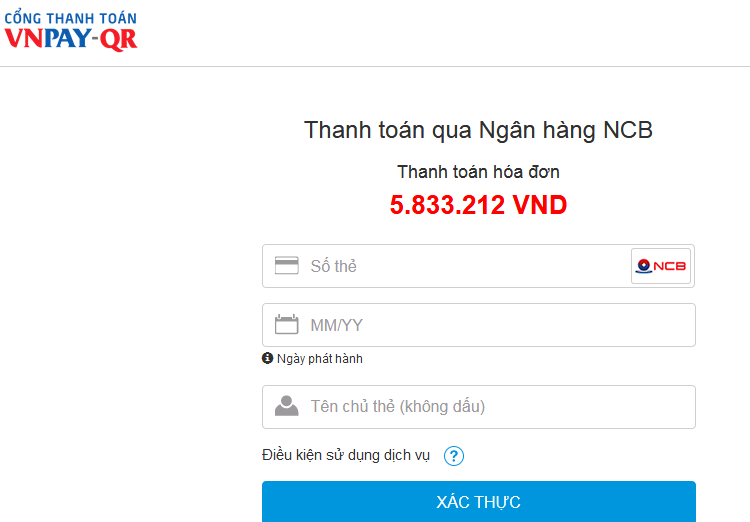 CỔNG THANH TOÁN
VNPAY-QR
Thanh toán qua Ngân hàng NCB
Thanh toán hóa đơn
5.833.212 VND
Số thẻ
NCB
MM/YY
Ngày phát hành
Tên chủ thẻ (không dấu)
Điều kiện sử dụng dịch vụ ?
XÁC THỰC